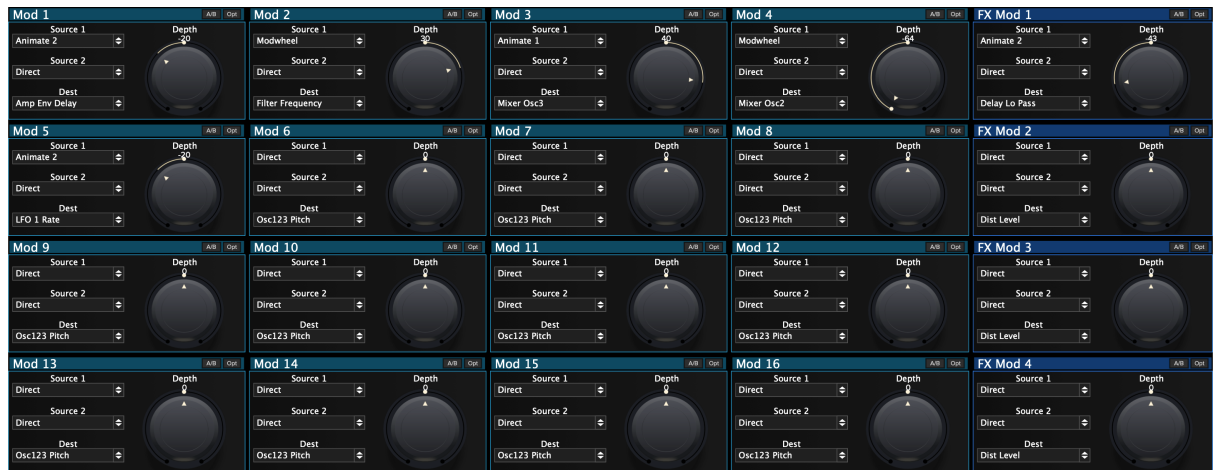 Mod 1 A/B Opt
Source 1
Animate 2
Depth
-20
Source 2
Direct
Dest
Amp Env Delay
Mod 2 A/B Opt
Source 1
Modwheel
Depth
30
Source 2
Direct
Dest
Filter Frequency
Mod 3 A/B Opt
Source 1
Animate 1
Depth
40
Source 2
Direct
Dest
Mixer Osc3
Mod 4 A/B Opt
Source 1
Modwheel
Depth
-64
Source 2
Direct
Dest
Mixer Osc2
FX Mod 1 A/B Opt
Source 1
Animate 2
Depth
-43
Source 2
Direct
Dest
Delay Lo Pass
Mod 5 A/B Opt
Source 1
Animate 2
Depth
-20
Source 2
Direct
Dest
LFO 1 Rate
Mod 6 A/B Opt
Source 1
Direct
Depth
0
Source 2
Direct
Dest
Osc123 Pitch
Mod 7 A/B Opt
Source 1
Direct
Depth
0
Source 2
Direct
Dest
Osc123 Pitch
Mod 8 A/B Opt
Source 1
Direct
Depth
0
Source 2
Direct
Dest
Osc123 Pitch
FX Mod 2 A/B Opt
Source 1
Direct
Depth
0
Source 2
Direct
Dest
Dist Level
Mod 9 A/B Opt
Source 1
Direct
Depth
0
Source 2
Direct
Dest
Osc123 Pitch
Mod 10 A/B Opt
Source 1
Direct
Depth
0
Source 2
Direct
Dest
Osc123 Pitch
Mod 11 A/B Opt
Source 1
Direct
Depth
0
Source 2
Direct
Dest
Osc123 Pitch
Mod 12 A/B Opt
Source 1
Direct
Depth
0
Source 2
Direct
Dest
Osc123 Pitch
FX Mod 3 A/B Opt
Source 1
Direct
Depth
0
Source 2
Direct
Dest
Dist Level
Mod 13 A/B Opt
Source 1
Direct
Depth
0
Source 2
Direct
Dest
Osc123 Pitch
Mod 14 A/B Opt
Source 1
Direct
Depth
0
Source 2
Direct
Dest
Osc123 Pitch
Mod 15 A/B Opt
Source 1
Direct
Depth
0
Source 2
Direct
Dest
Osc123 Pitch
Mod 16 A/B Opt
Source 1
Direct
Depth
0
Source 2
Direct
Dest
Osc123 Pitch
FX Mod 4 A/B Opt
Source 1
Direct
Depth
0
Source 2
Direct
Dest
Dist Level